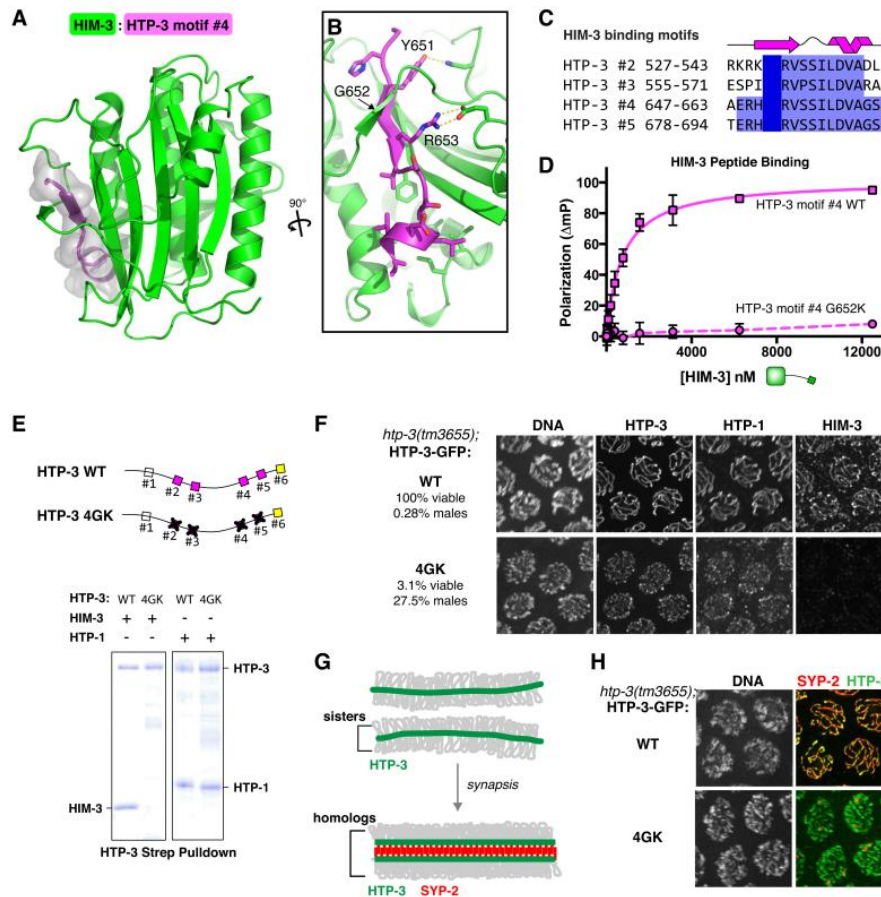 A
HIM-3 : HTP-3 motif #4
90°
B
Y651
G652
R653
C
HIM-3 binding motifs
HTP-3 #2 527-543 RKRK RVSSILDVADL
HTP-3 #3 555-571 ESPI RVPSILDVARA
HTP-3 #4 647-663 AERH RVSSILDVAGS
HTP-3 #5 678-694 TERH RVSSILDVAGS
D
HIM-3 Peptide Binding
Polarization (ΔmP)
100
80
60
40
20
0
HTP-3 motif #4 WT
HTP-3 motif #4 G652K
4000 8000 12000
[HIM-3] nM
E
HTP-3 WT
#1 #2 #3 #4 #5 #6
HTP-3 4GK
#1 #2 #3 #4 #5 #6
HTP-3: WT 4GK WT 4GK
HIM-3 + + - -
HTP-1 - - + +
HTP-3
HTP-1
HIM-3
HTP-3 Strep Pulldown
F
DNA HTP-3 HTP-1 HIM-3
htp-3(tm3655);
HTP-3-GFP:
WT
100% viable
0.28% males
4GK
3.1% viable
27.5% males
G
sisters
HTP-3
synapsis
homologs
HTP-3 SYP-2
H
DNA SYP-2 HTP-
htp-3(tm3655);
HTP-3-GFP:
WT
4GK